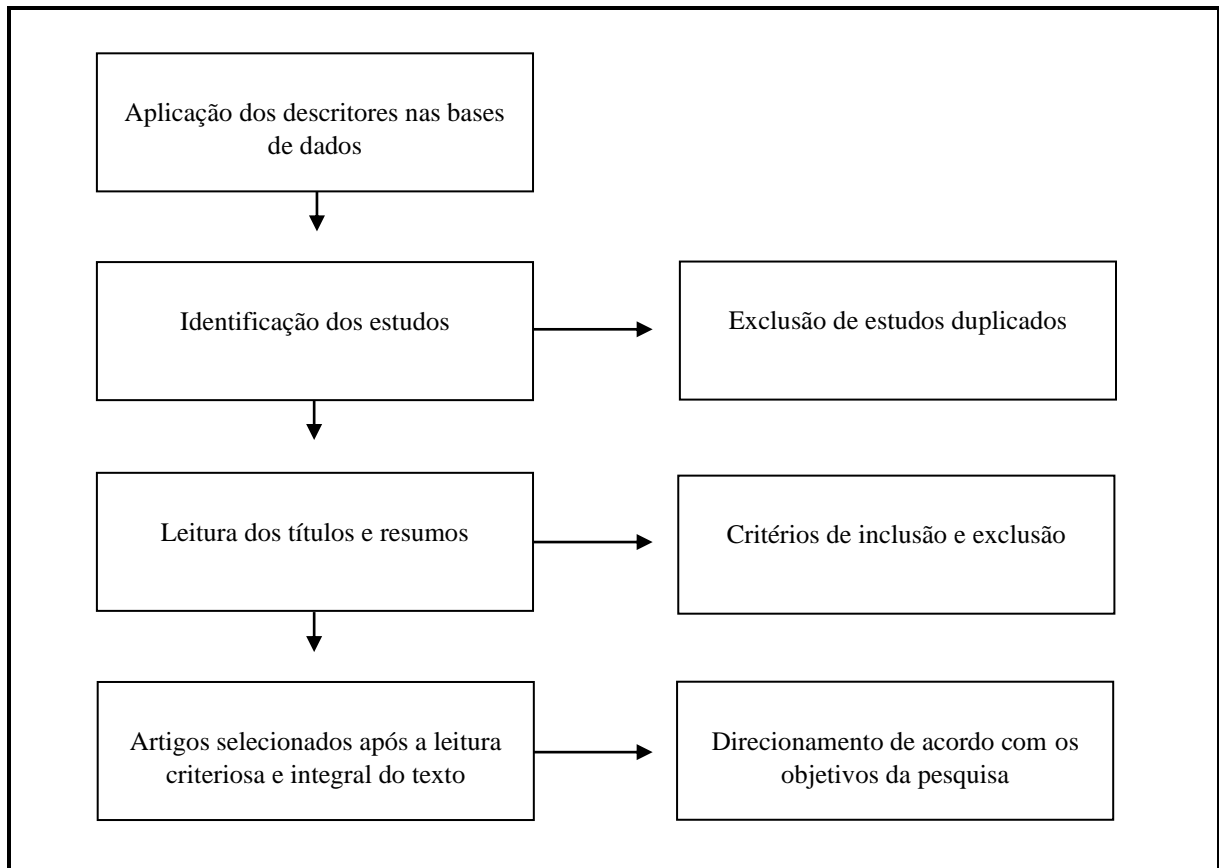 Aplicação dos descritores nas bases
de dados
Identificação dos estudos
Exclusão de estudos duplicados
Leitura dos títulos e resumos
Critérios de inclusão e exclusão
Artigos selecionados após a leitura
criteriosa e integral do texto
Direcionamento de acordo com os
objetivos da pesquisa